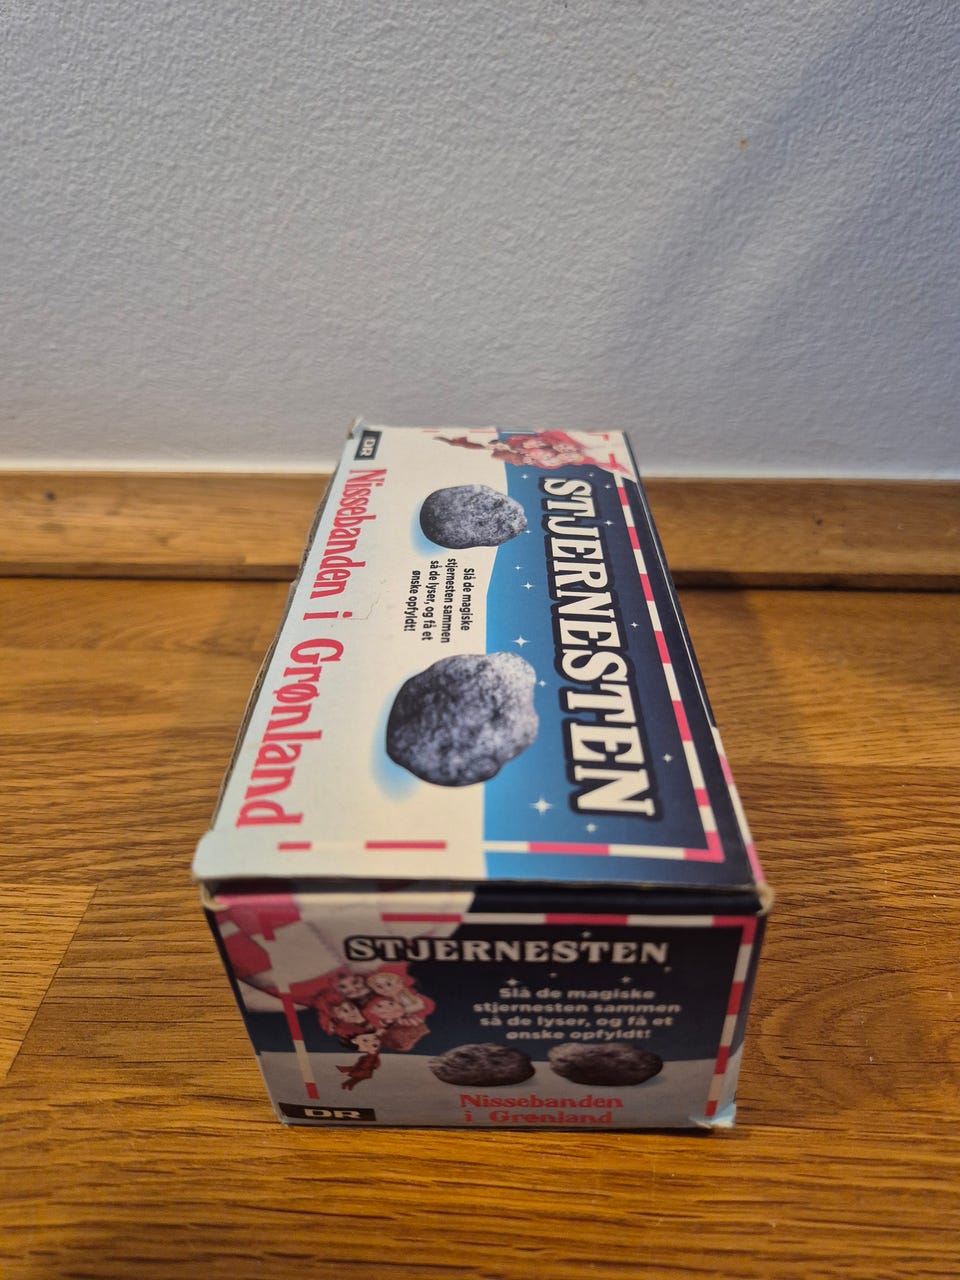 STJERNESTEN
Slå de magiske
stjernesten sammen
så de lyser, og få et
ønske opfyldt!
Nissebanden i Grønland
DR
STJERNESTEN
Slå de magiske
stjernesten sammen
så de lyser, og få et
ønske opfyldt!
Nissebanden
i Grønland
DR